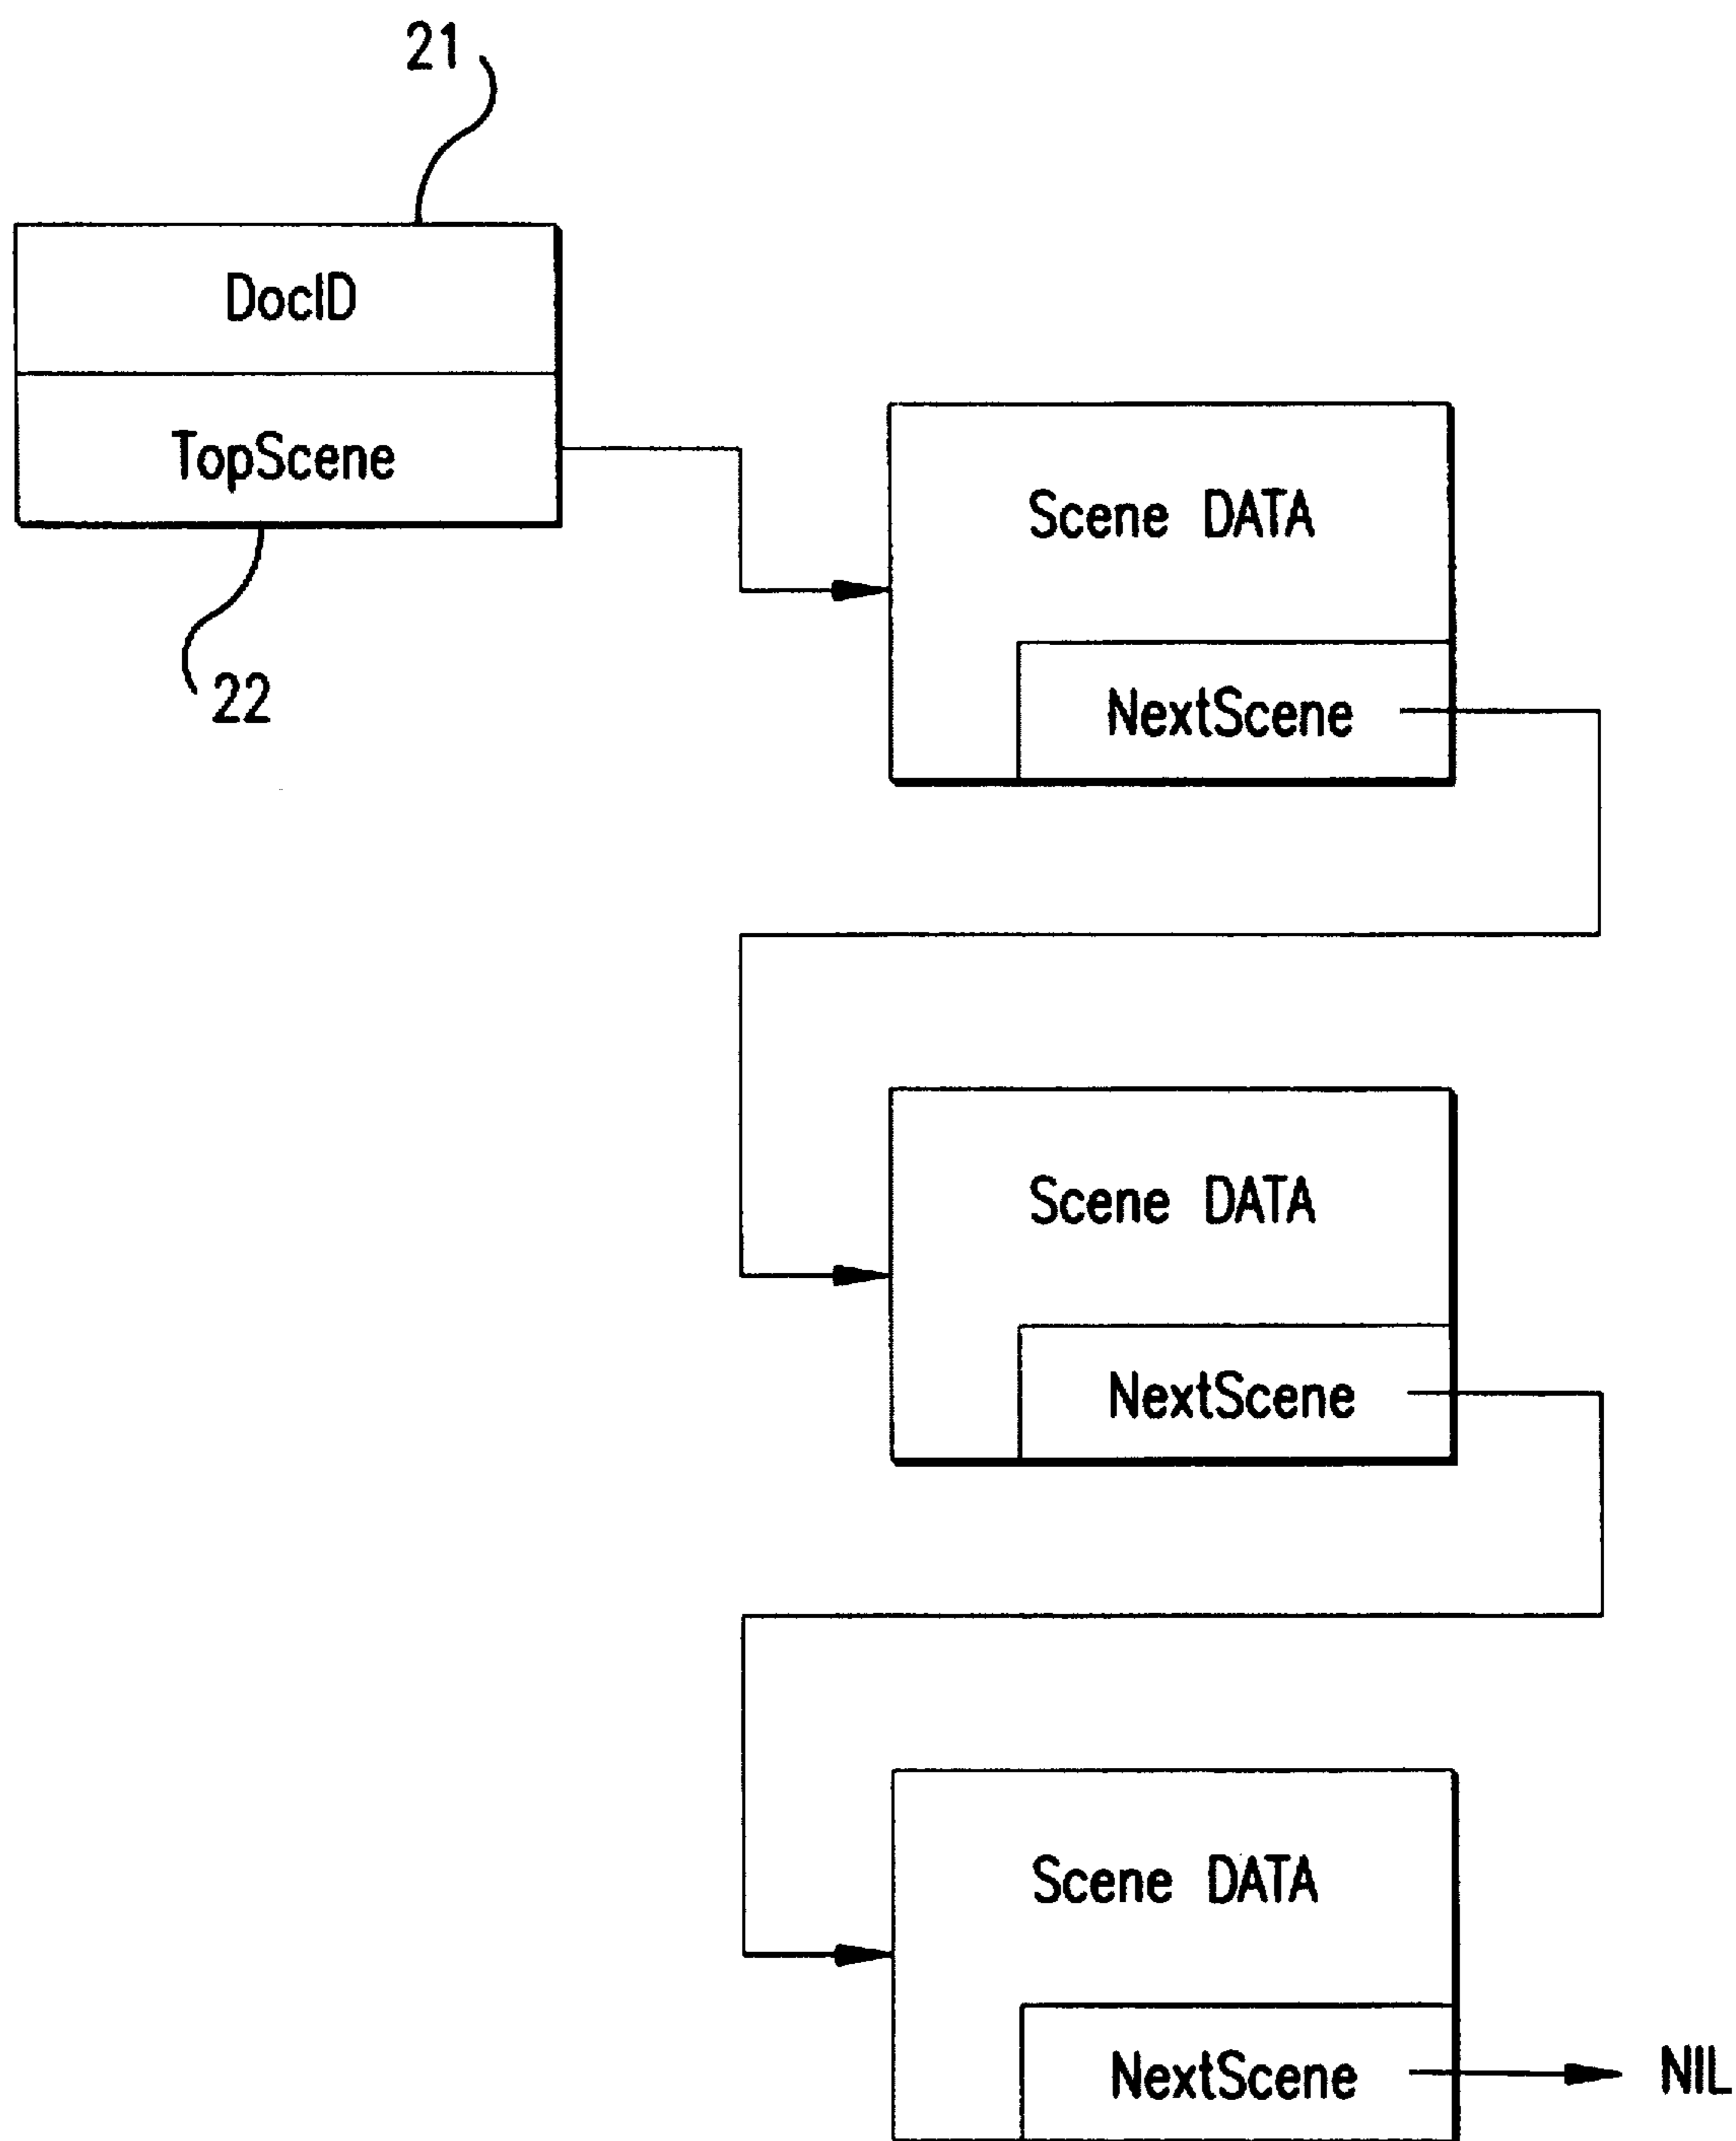 21
DocID
TopScene
22
Scene DATA
NextScene
Scene DATA
NextScene
Scene DATA
NextScene
NIL